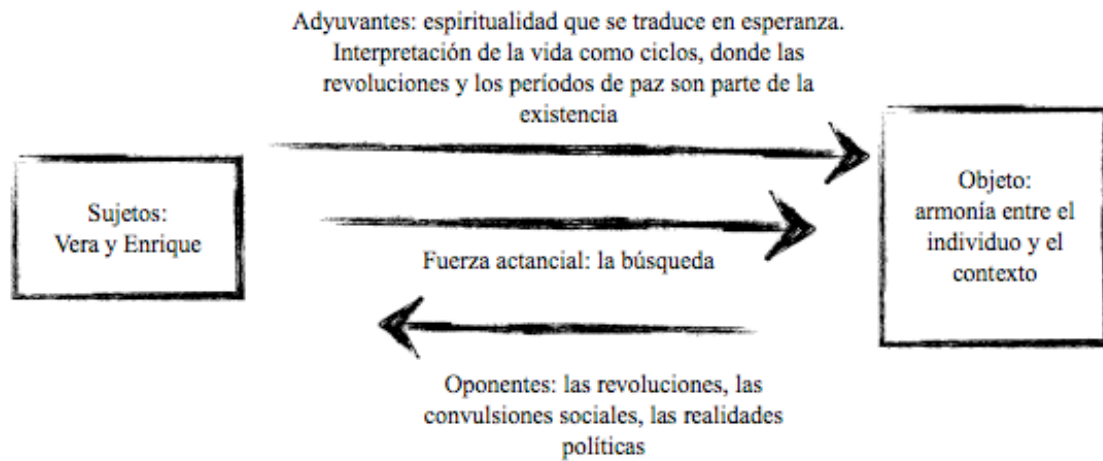 Adyuvantes: espiritualidad que se traduce en esperanza.
Interpretación de la vida como ciclos, donde las
revoluciones y los períodos de paz son parte de la
existencia
Sujetos:
Vera y Enrique
Fuerza actancial: la búsqueda
Objeto:
armonía entre el
individuo y el
contexto
Oponentes: las revoluciones, las
convulsiones sociales, las realidades
políticas